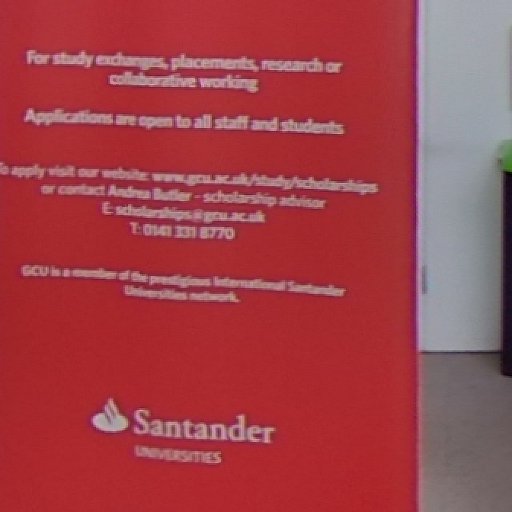 For study exchanges, placements, research or
collaborative working
Applications are open to all staff and students
To apply visit our website: www.gcu.ac.uk/study/scholarships
or contact Andrea Butler - scholarship advisor
E: scholarships@gcu.ac.uk
T: 0141 331 8770
GCU is a member of the prestigious International Santander
Universities network.
Santander
UNIVERSITIES